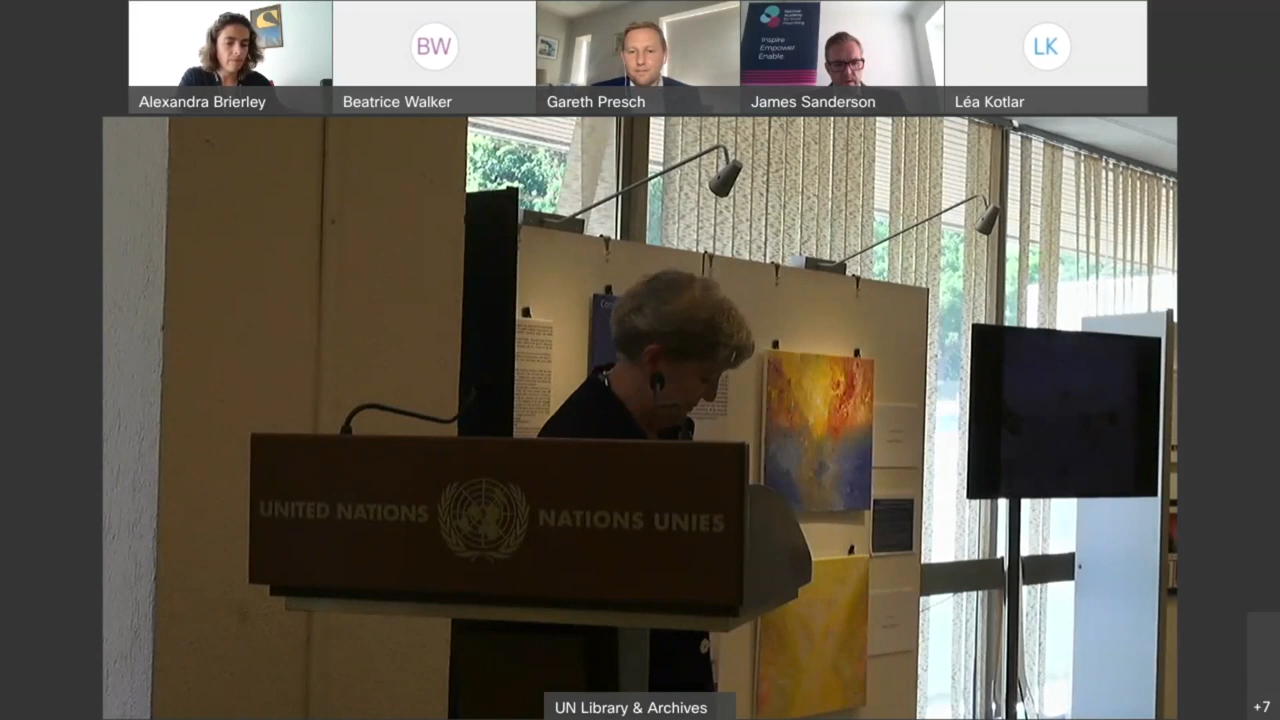 BW
LK
Inspire
Empower
Enable.
Alexandra Brierley
Beatrice Walker
Gareth Presch
James Sanderson
Léa Kotlar
UNITED NATIONS
NATIONS UNIES
UN Library & Archives
+7